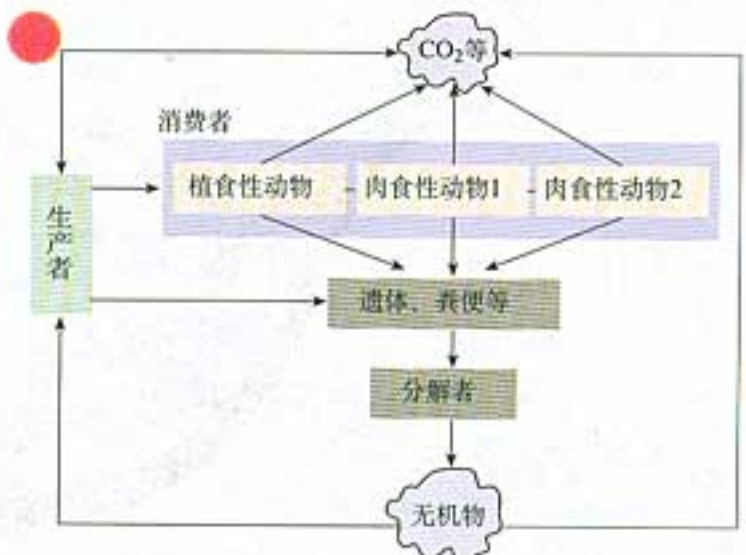 CO₂等
消费者
植食性动物
肉食性动物1
肉食性动物2
生产者
遗体、粪便等
分解者
无机物